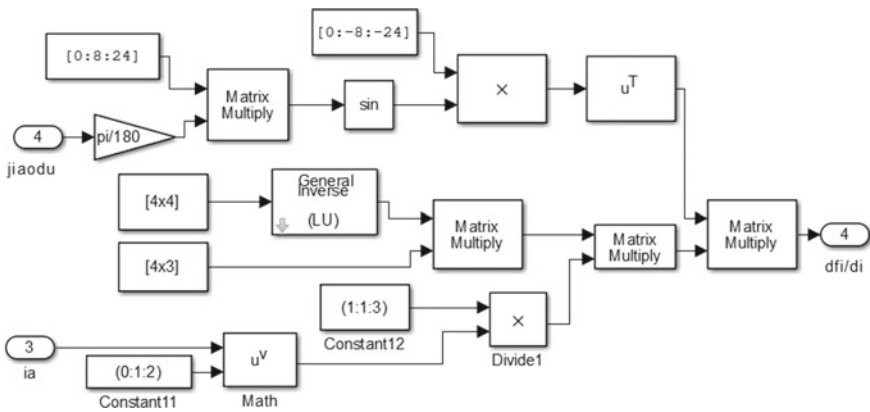 [0:8:24]
[0:-8:-24]
Matrix
Multiply
sin
×
u^T
4
jiaodu
pi/180
[4x4]
General
Inverse
(LU)
[4x3]
Matrix
Multiply
Matrix
Multiply
Matrix
Multiply
4
dfi/di
(1:1:3)
Constant12
×
Divide1
3
ia
(0:1:2)
Constant11
u^v
Math